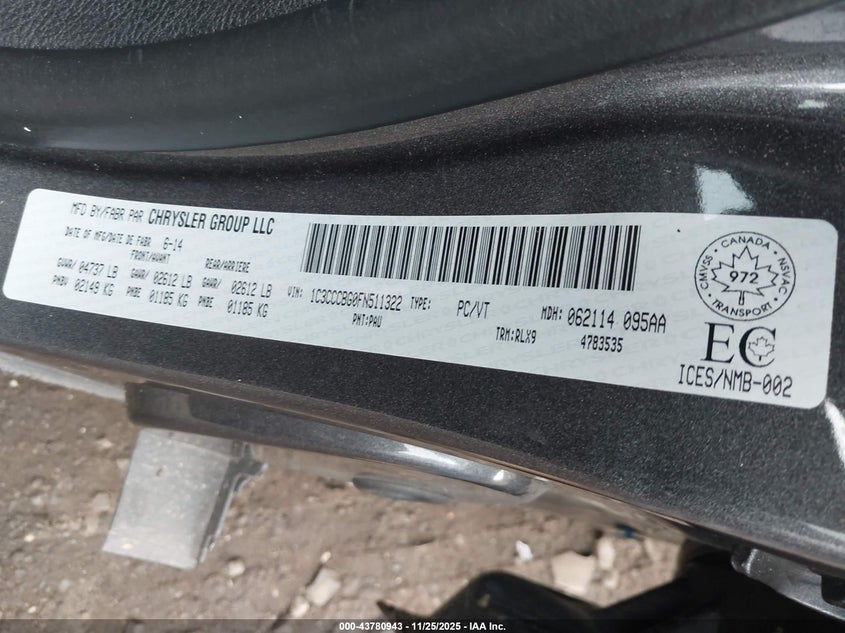 MFD BY/FABR PAR CHRYSLER GROUP LLC
DATE OF MFG/DATE DE FABR 6-14
FRONT/AVANT REAR/ARRIERE
GVWR/ 04737 LB GAWR/ 02612 LB GAWR/ 02612 LB
PNBV 02149 KG PNBE 01185 KG PNBE 01185 KG
VIN: 1C3CCCBG0FN511322 TYPE: PC/VT MDH: 062114 095AA
PNT:PAU TRM:RLX9 4783535
CMVSS • CANADA • NSVAC • TRANSPORT •
972
EC
ICES/NMB-002
000-43780943 - 11/25/2025 - IAA Inc.